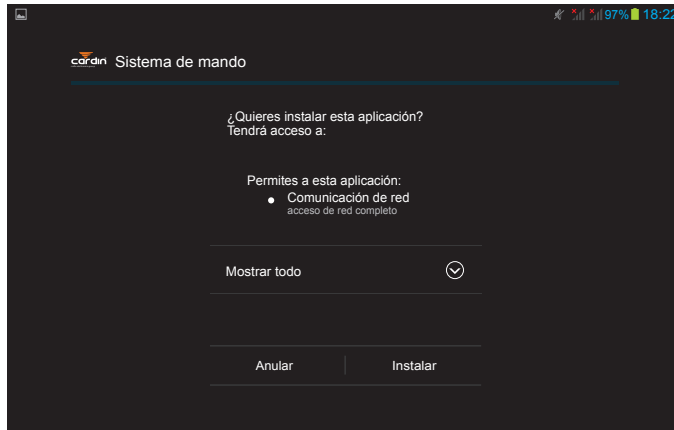 97% 18:22
cardin Sistema de mando
¿Quieres instalar esta aplicación?
Tendrá acceso a:
Permites a esta aplicación:
Comunicación de red
acceso de red completo
Mostrar todo
Anular Instalar